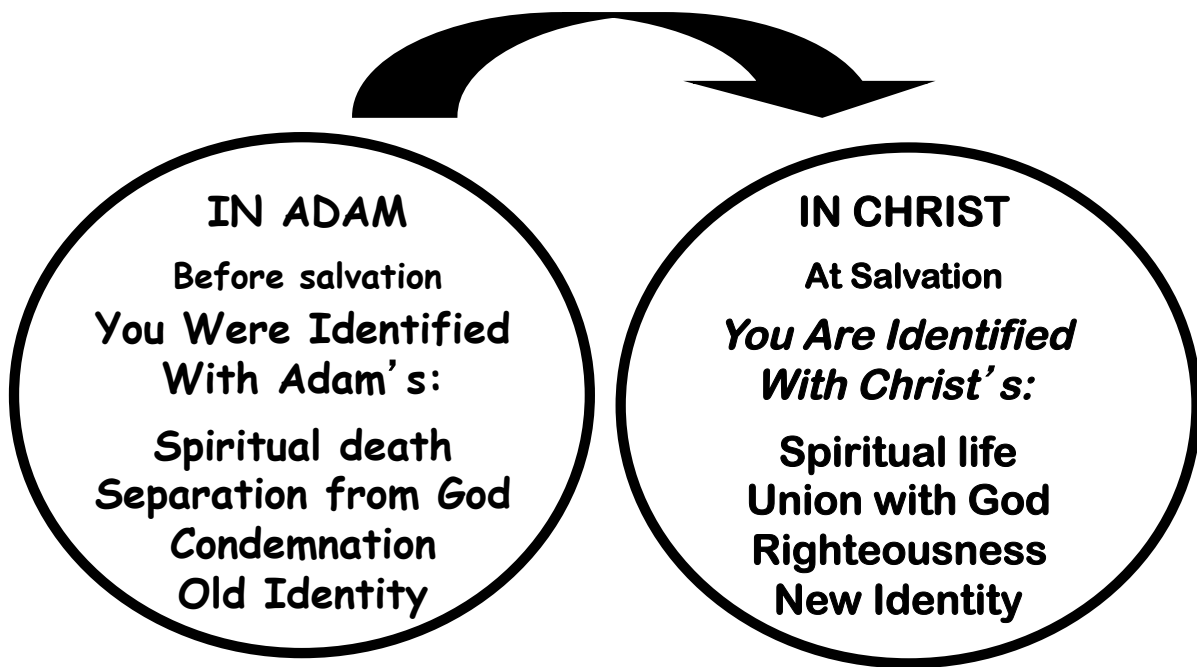 IN ADAM
Before salvation
You Were Identified
With Adam’s:
Spiritual death
Separation from God
Condemnation
Old Identity
IN CHRIST
At Salvation
You Are Identified
With Christ’s:
Spiritual life
Union with God
Righteousness
New Identity